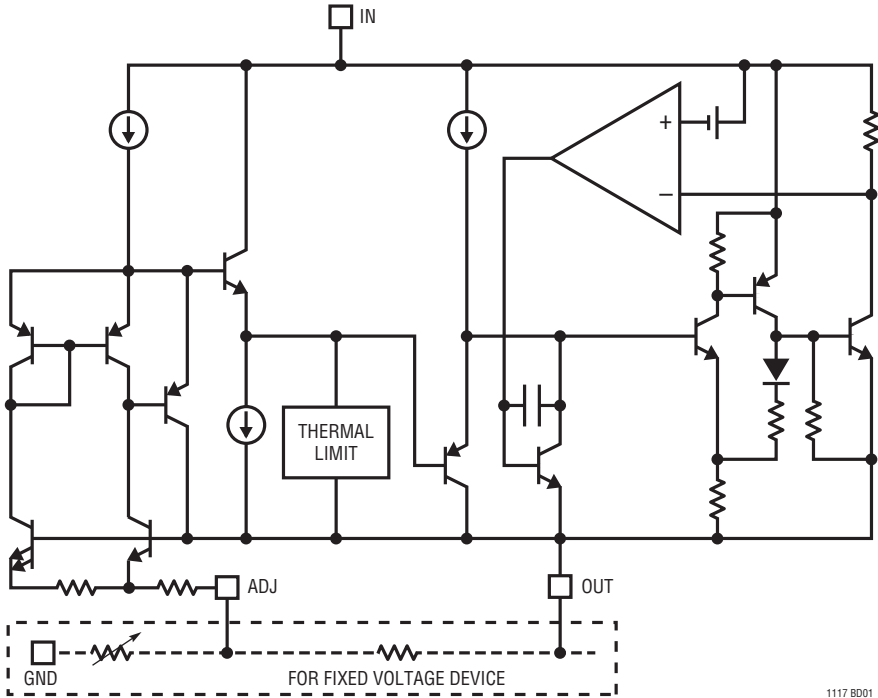 IN
+
–
THERMAL
LIMIT
ADJ
OUT
GND
FOR FIXED VOLTAGE DEVICE
1117 BD01